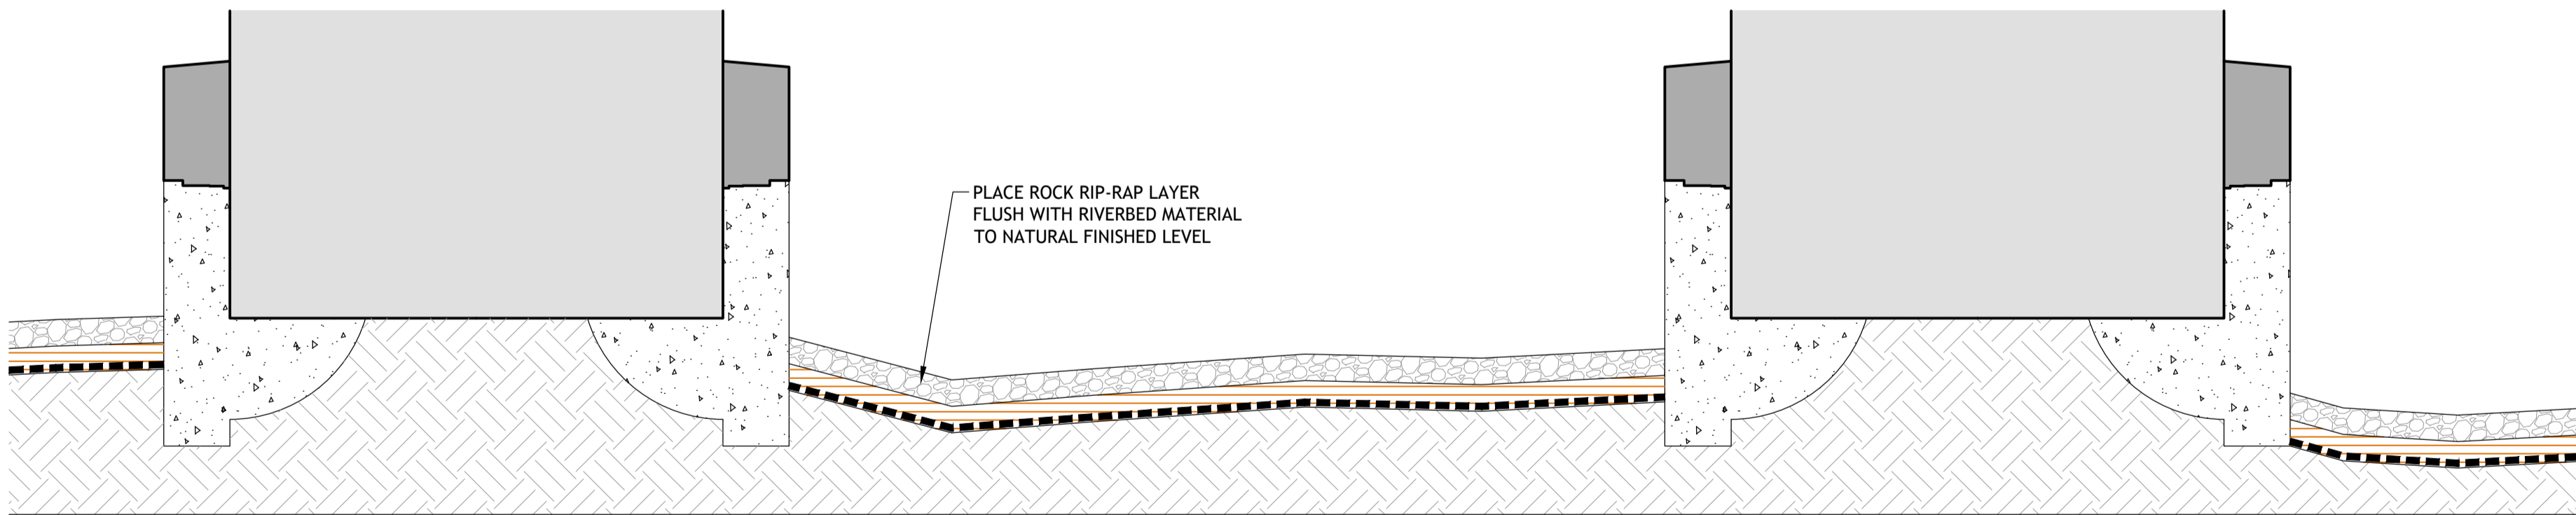 PLACE ROCK RIP-RAP LAYER
FLUSH WITH RIVERBED MATERIAL
TO NATURAL FINISHED LEVEL